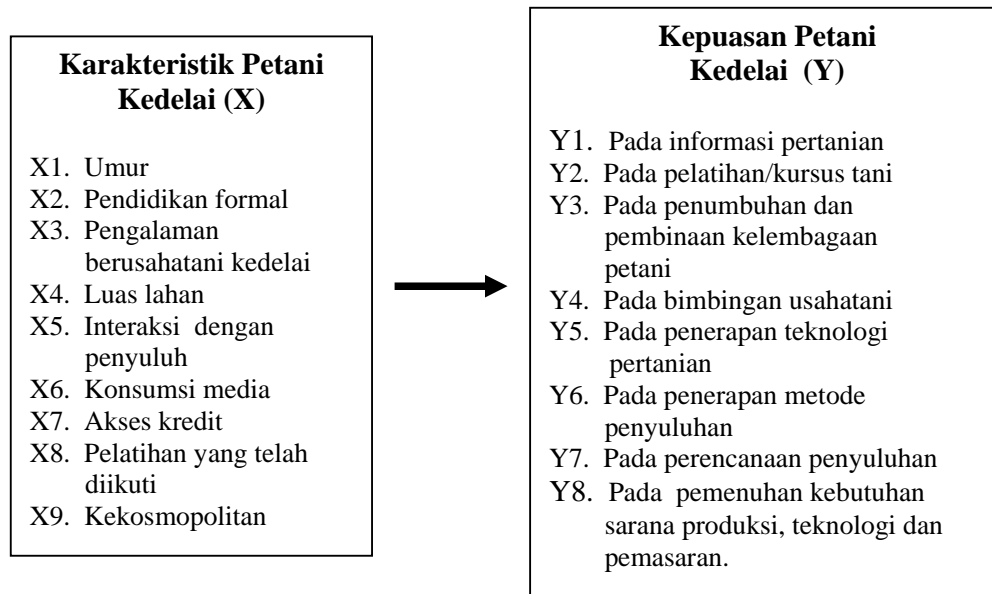 Karakteristik Petani
Kedelai (X)
X1. Umur
X2. Pendidikan formal
X3. Pengalaman
berusahatani kedelai
X4. Luas lahan
X5. Interaksi dengan
penyuluh
X6. Konsumsi media
X7. Akses kredit
X8. Pelatihan yang telah
diikuti
X9. Kekosmopolitan
Kepuasan Petani
Kedelai (Y)
Y1. Pada informasi pertanian
Y2. Pada pelatihan/kursus tani
Y3. Pada penumbuhan dan
pembinaan kelembagaan
petani
Y4. Pada bimbingan usahatani
Y5. Pada penerapan teknologi
pertanian
Y6. Pada penerapan metode
penyuluhan
Y7. Pada perencanaan penyuluhan
Y8. Pada pemenuhan kebutuhan
sarana produksi, teknologi dan
pemasaran.